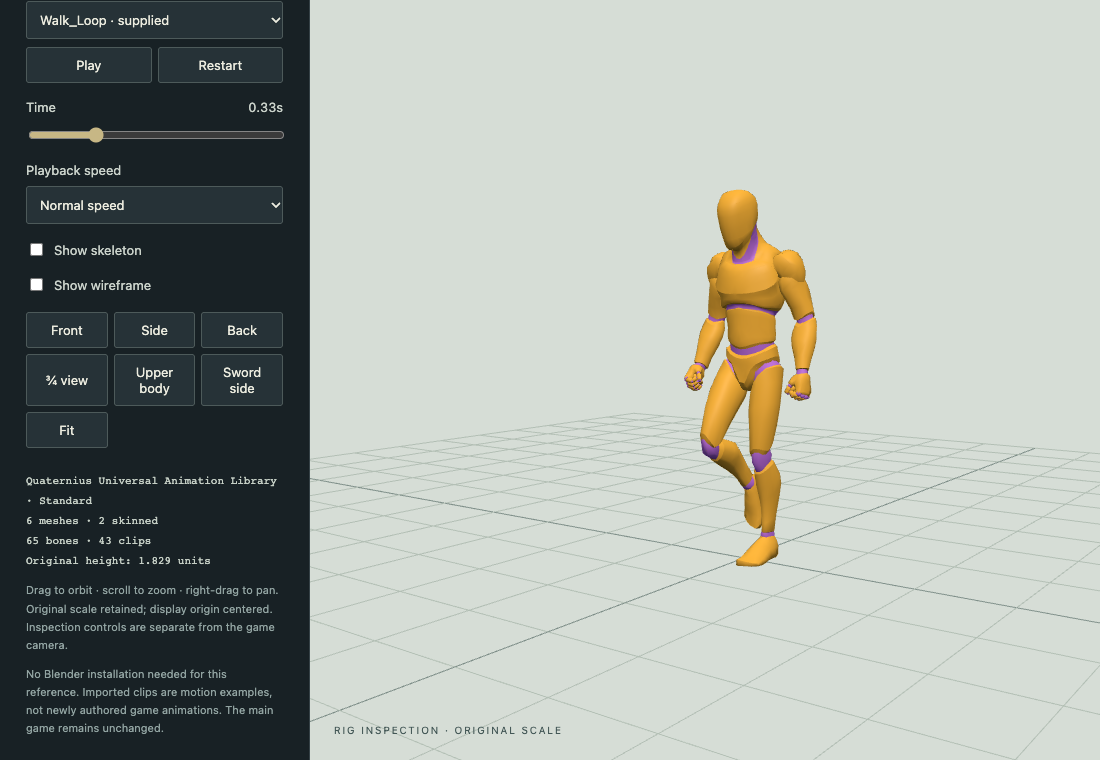 Walk_Loop · supplied
Play
Restart
Time
0.33s
Playback speed
Normal speed
Show skeleton
Show wireframe
Front
Side
Back
¾ view
Upper
body
Sword
side
Fit
Quaternius Universal Animation Library
· Standard
6 meshes · 2 skinned
65 bones · 43 clips
Original height: 1.829 units
Drag to orbit · scroll to zoom · right-drag to pan.
Original scale retained; display origin centered.
Inspection controls are separate from the game
camera.
No Blender installation needed for this
reference. Imported clips are motion examples,
not newly authored game animations. The main
game remains unchanged.
RIG INSPECTION · ORIGINAL SCALE